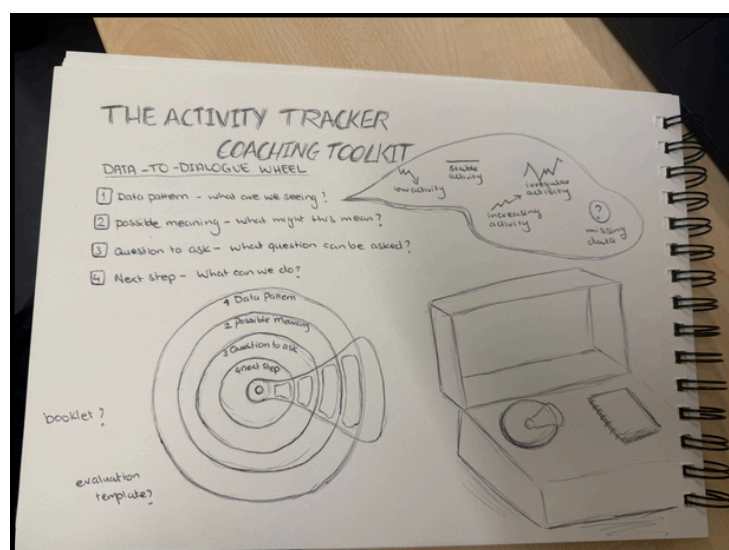 THE ACTIVITY TRACKER
COACHING TOOLKIT
DATA-TO-DIALOGUE WHEEL
1 Data pattern - what are we seeing?
2 possible meaning - what might this mean?
3 Question to ask - what question can be asked?
4 Next step - What can we do?
low activity
stable
activity
increasing
activity
irregular
activity
?
missing
data
1 Data Pattern
2 Possible Meaning
3 Question to ask
4 next step
booklet?
evaluation
template?